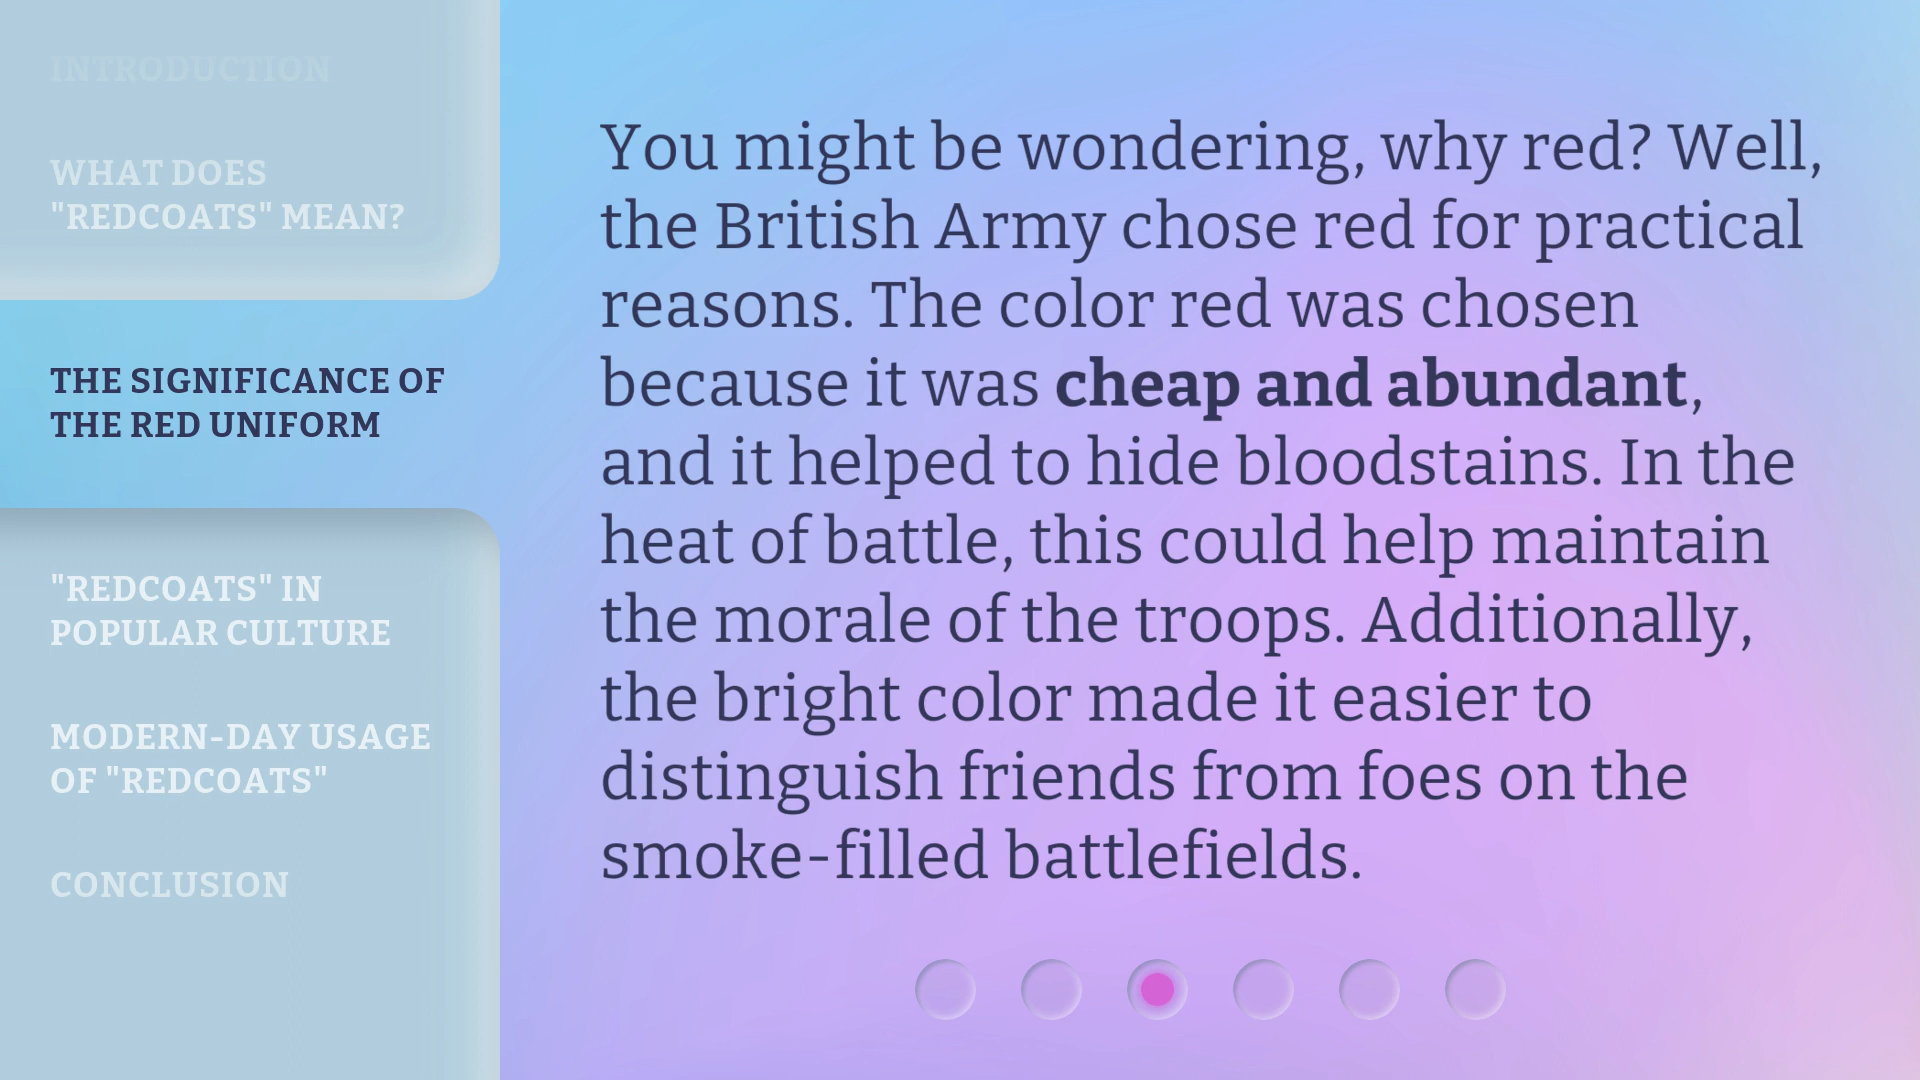 INTRODUCTION
WHAT DOES
"REDCOATS" MEAN?
THE SIGNIFICANCE OF
THE RED UNIFORM
"REDCOATS" IN
POPULAR CULTURE
MODERN-DAY USAGE
OF "REDCOATS"
CONCLUSION
You might be wondering, why red? Well,
the British Army chose red for practical
reasons. The color red was chosen
because it was cheap and abundant,
and it helped to hide bloodstains. In the
heat of battle, this could help maintain
the morale of the troops. Additionally,
the bright color made it easier to
distinguish friends from foes on the
smoke-filled battlefields.